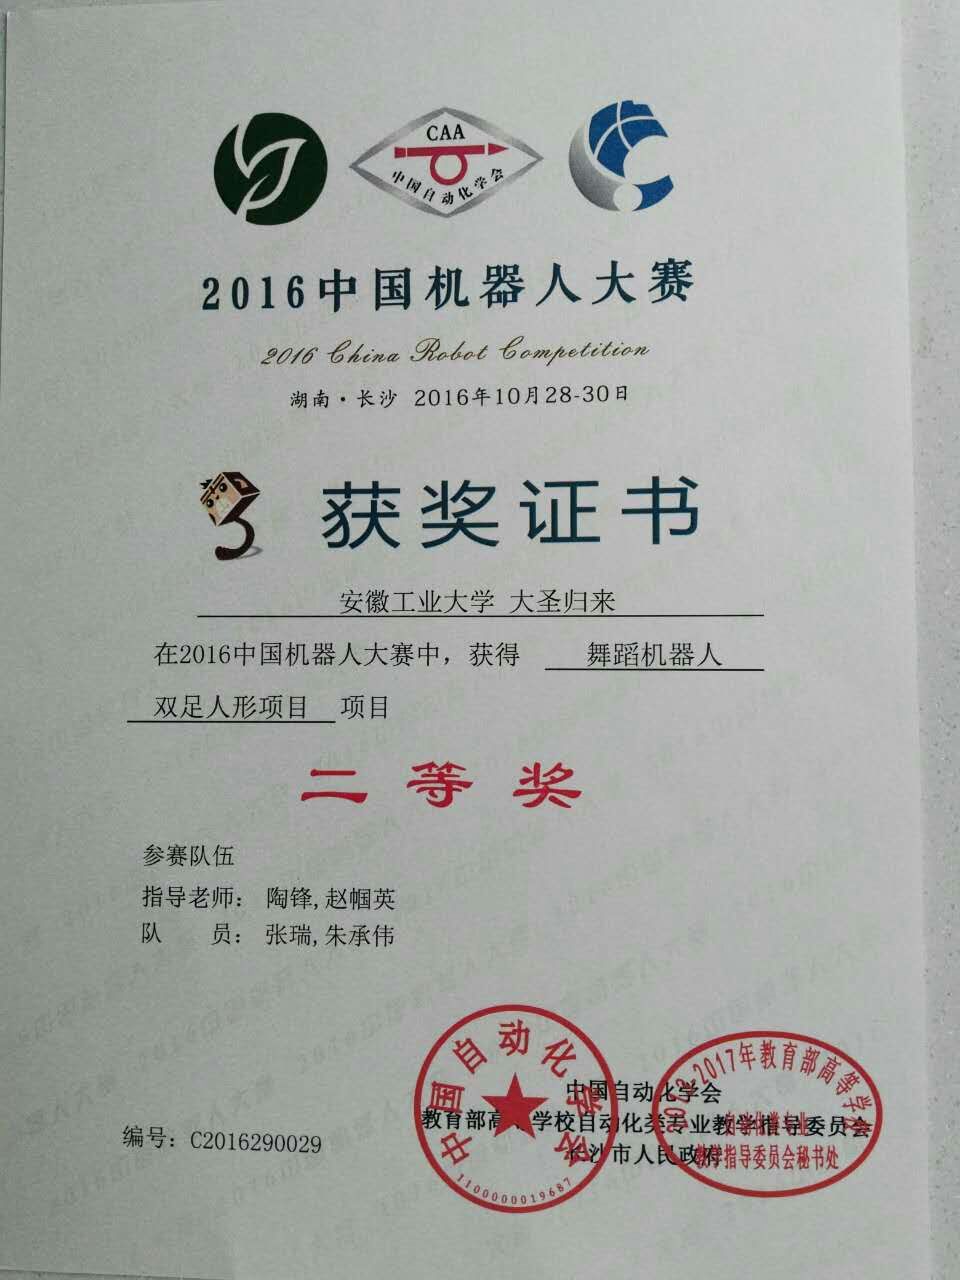 CAA
中国自动化学会
2016中国机器人大赛
2016 China Robot Competition
湖南·长沙 2016年10月28-30日
获奖证书
安徽工业大学 大圣归来
在2016中国机器人大赛中，获得 舞蹈机器人
双足人形项目 项目
二等奖
参赛队伍
指导老师： 陶锋,赵帼英
队 员： 张瑞,朱承伟
编号：C2016290029
中国自动化学会
教育部高等学校自动化类专业教学指导委员会
长沙市人民政府
中国自动化学会
1100000019687
2013-2017年教育部高等学校
自动化类专业
教学指导委员会秘书处